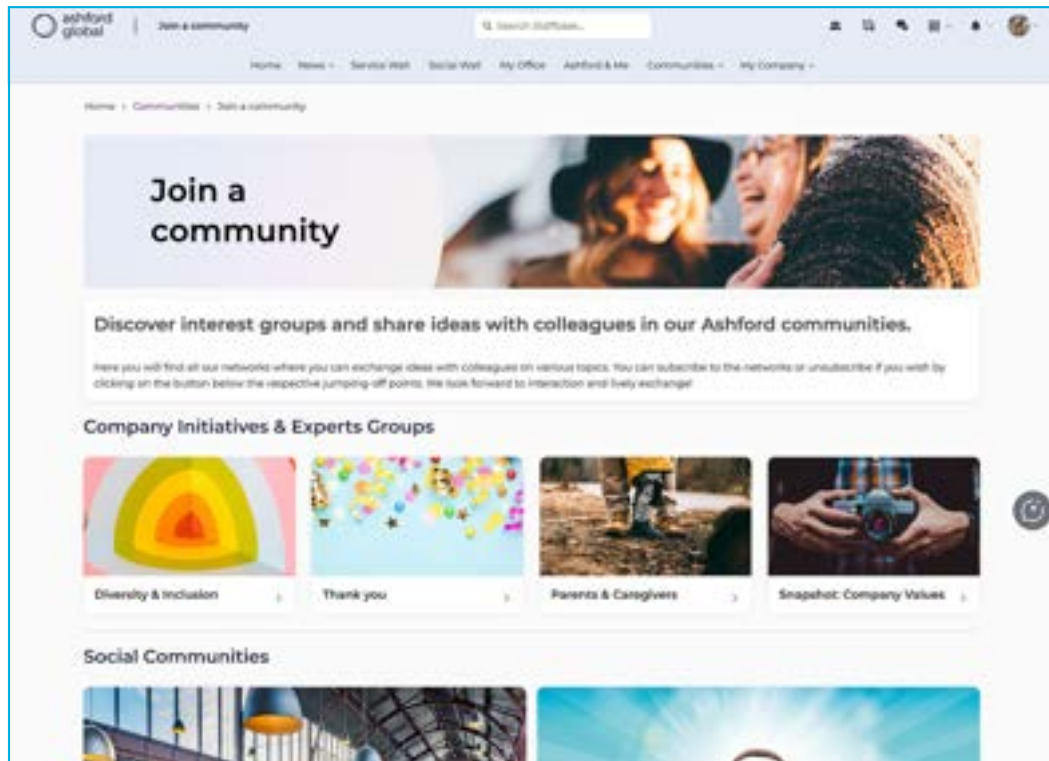 ashford
global
Join a community
Search Staffbase...
Home News Service Wall Social Wall My Office Ashford & Me Communities My Company
Home > Communities > Join a community
Join a
community
Discover interest groups and share ideas with colleagues in our Ashford communities.
Here you will find all our networks where you can exchange ideas with colleagues on various topics. You can subscribe to the networks or unsubscribe if you wish by
clicking on the button below the respective jumping-off points. We look forward to interaction and lively exchange!
Company Initiatives & Experts Groups
Diversity & Inclusion
Thank you
Parents & Caregivers
Snapshot: Company Values
Social Communities